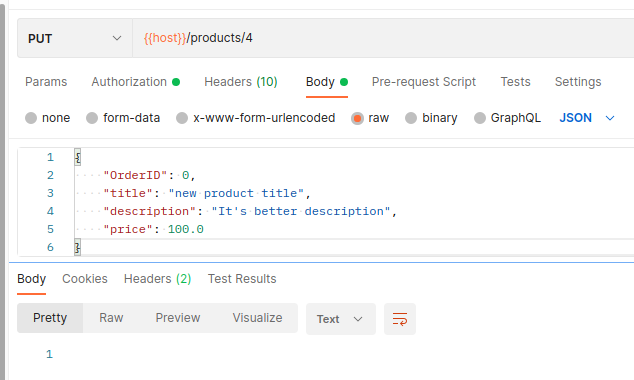 PUT {{host}}/products/4
Params Authorization Headers (10) Body Pre-request Script Tests Settings
none form-data x-www-form-urlencoded raw binary GraphQL JSON
1 {
2 "OrderID": 0,
3 "title": "new product title",
4 "description": "It's better description",
5 "price": 100.0
6 }
Body Cookies Headers (2) Test Results
Pretty Raw Preview Visualize Text
1